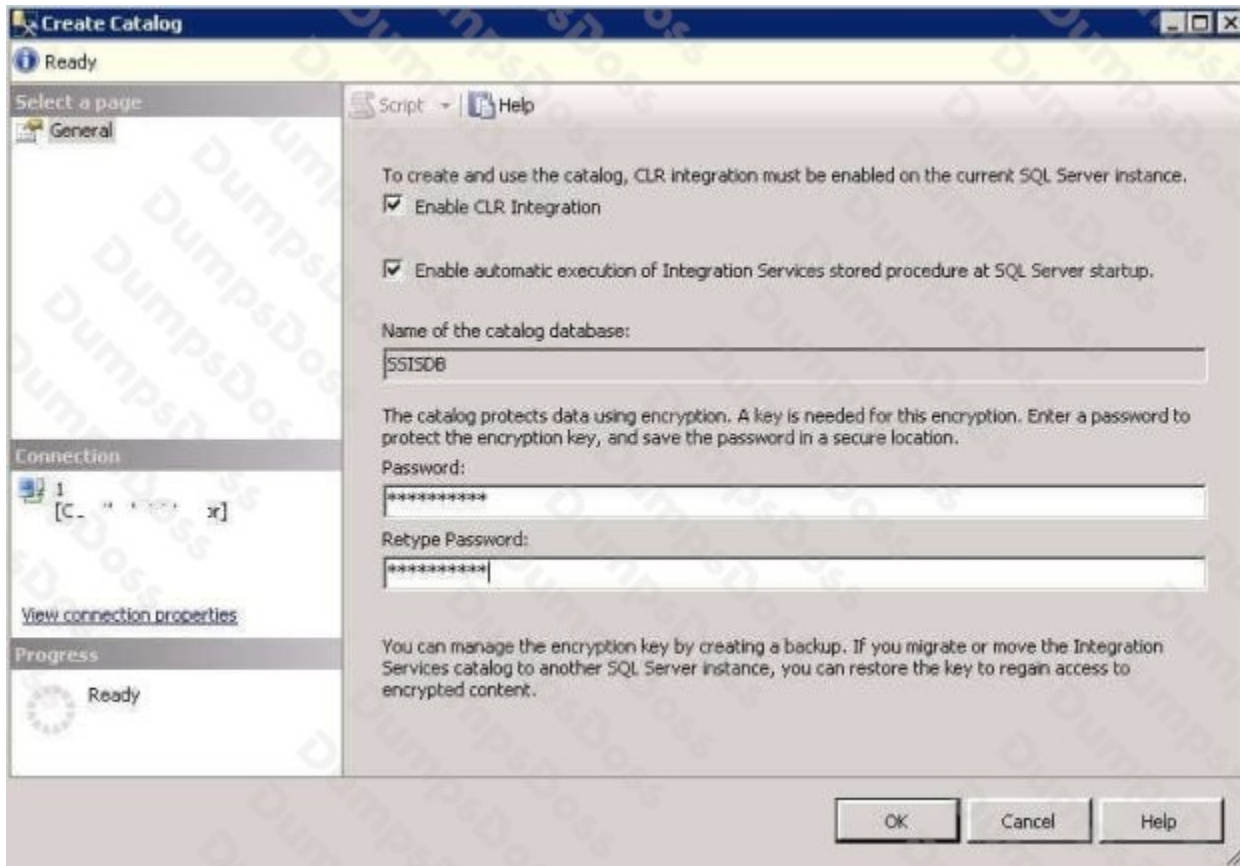 Create Catalog
Ready
Select a page
General
Script
Help
To create and use the catalog, CLR integration must be enabled on the current SQL Server instance.
Enable CLR Integration
Enable automatic execution of Integration Services stored procedure at SQL Server startup.
Name of the catalog database:
SSISDB
The catalog protects data using encryption. A key is needed for this encryption. Enter a password to
protect the encryption key, and save the password in a secure location.
Password:
**********
Retype Password:
**********
You can manage the encryption key by creating a backup. If you migrate or move the Integration
Services catalog to another SQL Server instance, you can restore the key to regain access to
encrypted content.
Connection
1
View connection properties
Progress
Ready
OK
Cancel
Help
DumpsDoss